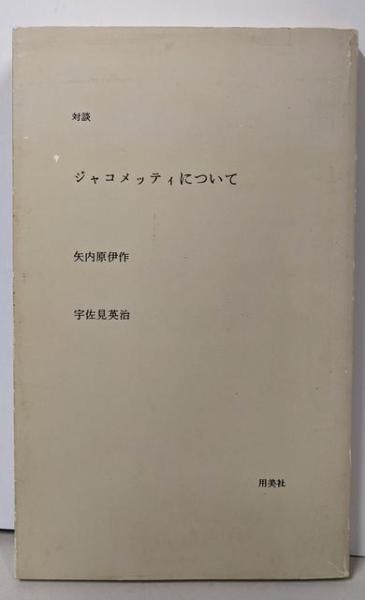 対談
ジャコメッティについて
矢内原伊作
宇佐見英治
用美社